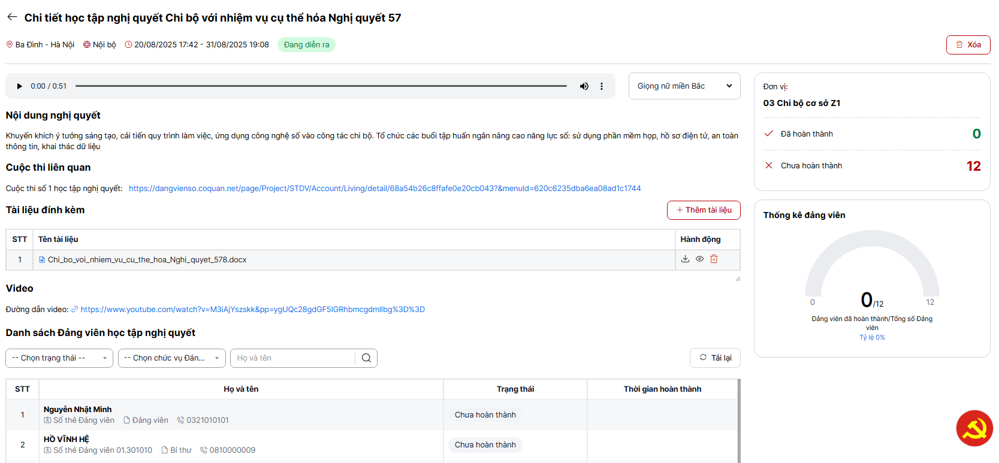 Chi tiết học tập nghị quyết Chi bộ với nhiệm vụ cụ thể hóa Nghị quyết 57
Ba Đình - Hà Nội Nội bộ 20/08/2025 17:42 - 31/08/2025 19:08 Đang diễn ra
Xóa
0:00 / 0:51
Giọng nữ miền Bắc
Nội dung nghị quyết
Khuyến khích ý tưởng sáng tạo, cải tiến quy trình làm việc, ứng dụng công nghệ số vào công tác chi bộ. Tổ chức các buổi tập huấn ngắn nâng cao năng lực số: sử dụng phần mềm họp, hồ sơ điện tử, an toàn
thông tin, khai thác dữ liệu
Cuộc thi liên quan
Cuộc thi số 1 học tập nghị quyết: https://dangvienso.coquan.net/page/Project/STDV/Account/Living/detail/68a54b26c8ffafe0e20cb043?&menuId=620c6235dba6ea08ad1c1744
Tài liệu đính kèm
+ Thêm tài liệu
STT Tên tài liệu Hành động
1 Chi_bo_voi_nhiem_vu_cu_the_hoa_Nghi_quyet_578.docx
Video
Đường dẫn video: https://www.youtube.com/watch?v=M3iAjYszskk&pp=ygUQc28gdGF5IGRhbmcgdmllbg%3D%3D
Danh sách Đảng viên học tập nghị quyết
-- Chọn trạng thái --
-- Chọn chức vụ Đản...
Họ và tên
Tải lại
STT Họ và tên Trạng thái Thời gian hoàn thành
1 Nguyễn Nhật Minh Chưa hoàn thành
Số thẻ Đảng viên Đảng viên 0321010101
2 HỒ VĨNH HỆ Chưa hoàn thành
Số thẻ Đảng viên 01.301010 Bí thư 0810000009
Đơn vị:
03 Chi bộ cơ sở Z1
Đã hoàn thành 0
Chưa hoàn thành 12
Thống kê đảng viên
0 0/12 12
Đảng viên đã hoàn thành/Tổng số Đảng
viên
Tỷ lệ 0%